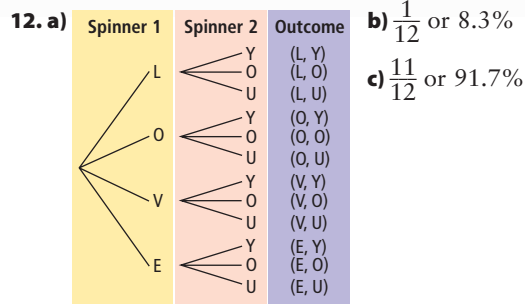 12. a) Spinner 1 Spinner 2 Outcome
L
Y (L, Y)
O (L, O)
U (L, U)
O
Y (O, Y)
O (O, O)
U (O, U)
V
Y (V, Y)
O (V, O)
U (V, U)
E
Y (E, Y)
O (E, O)
U (E, U)
b) 1/12 or 8.3%
c) 11/12 or 91.7%